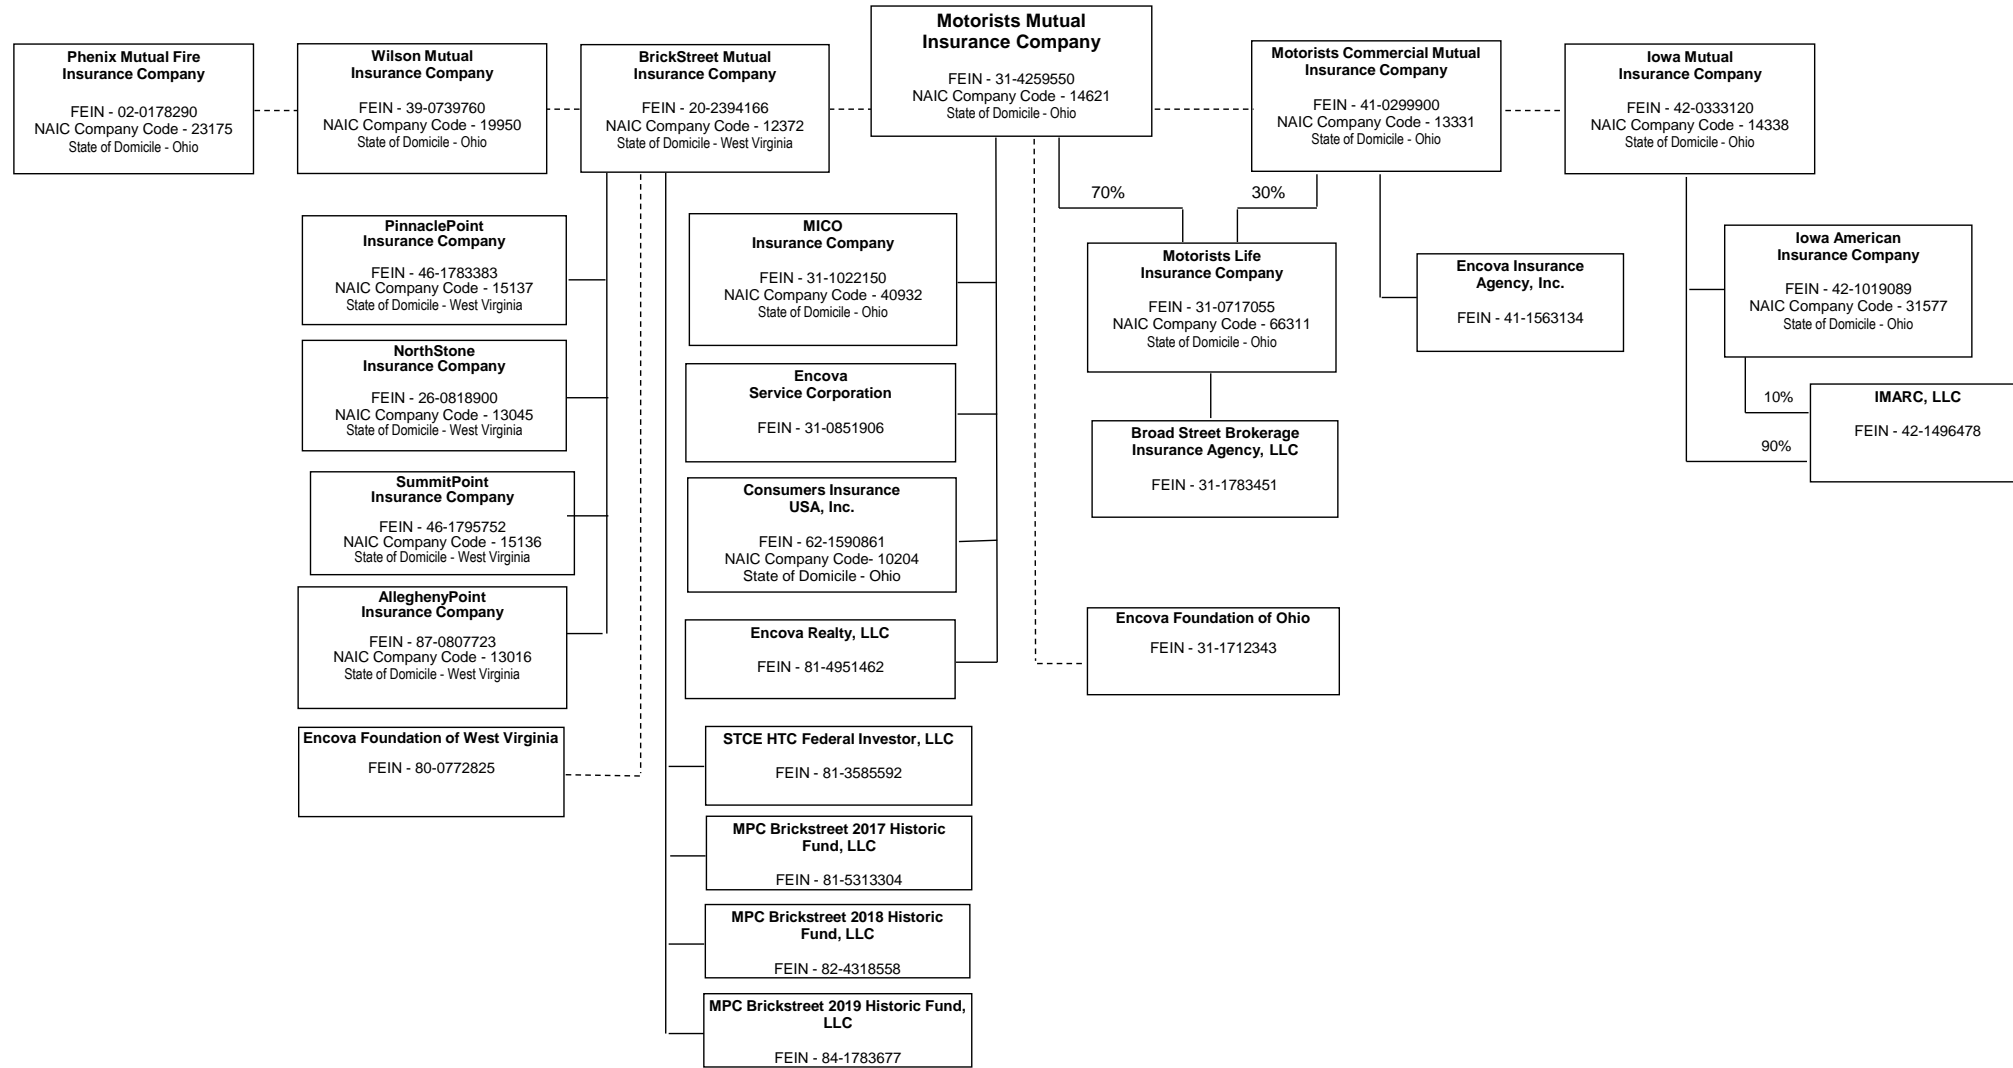 Phenix Mutual Fire
Insurance Company
FEIN - 02-0178290
NAIC Company Code - 23175
State of Domicile - Ohio
Wilson Mutual
Insurance Company
FEIN - 39-0739760
NAIC Company Code - 19950
State of Domicile - Ohio
BrickStreet Mutual
Insurance Company
FEIN - 20-2394166
NAIC Company Code - 12372
State of Domicile - West Virginia
Motorists Mutual
Insurance Company
FEIN - 31-4259550
NAIC Company Code - 14621
State of Domicile - Ohio
Motorists Commercial Mutual
Insurance Company
FEIN - 41-0299900
NAIC Company Code - 13331
State of Domicile - Ohio
Iowa Mutual
Insurance Company
FEIN - 42-0333120
NAIC Company Code - 14338
State of Domicile - Ohio
70%
30%
PinnaclePoint
Insurance Company
FEIN - 46-1783383
NAIC Company Code - 15137
State of Domicile - West Virginia
NorthStone
Insurance Company
FEIN - 26-0818900
NAIC Company Code - 13045
State of Domicile - West Virginia
SummitPoint
Insurance Company
FEIN - 46-1795752
NAIC Company Code - 15136
State of Domicile - West Virginia
AlleghenyPoint
Insurance Company
FEIN - 87-0807723
NAIC Company Code - 13016
State of Domicile - West Virginia
Encova Foundation of West Virginia
FEIN - 80-0772825
MICO
Insurance Company
FEIN - 31-1022150
NAIC Company Code - 40932
State of Domicile - Ohio
Encova
Service Corporation
FEIN - 31-0851906
Consumers Insurance
USA, Inc.
FEIN - 62-1590861
NAIC Company Code- 10204
State of Domicile - Ohio
Encova Realty, LLC
FEIN - 81-4951462
STCE HTC Federal Investor, LLC
FEIN - 81-3585592
MPC Brickstreet 2017 Historic
Fund, LLC
FEIN - 81-5313304
MPC Brickstreet 2018 Historic
Fund, LLC
FEIN - 82-4318558
MPC Brickstreet 2019 Historic Fund,
LLC
FEIN - 84-1783677
Motorists Life
Insurance Company
FEIN - 31-0717055
NAIC Company Code - 66311
State of Domicile - Ohio
Broad Street Brokerage
Insurance Agency, LLC
FEIN - 31-1783451
Encova Foundation of Ohio
FEIN - 31-1712343
Encova Insurance
Agency, Inc.
FEIN - 41-1563134
Iowa American
Insurance Company
FEIN - 42-1019089
NAIC Company Code - 31577
State of Domicile - Ohio
10%
90%
IMARC, LLC
FEIN - 42-1496478